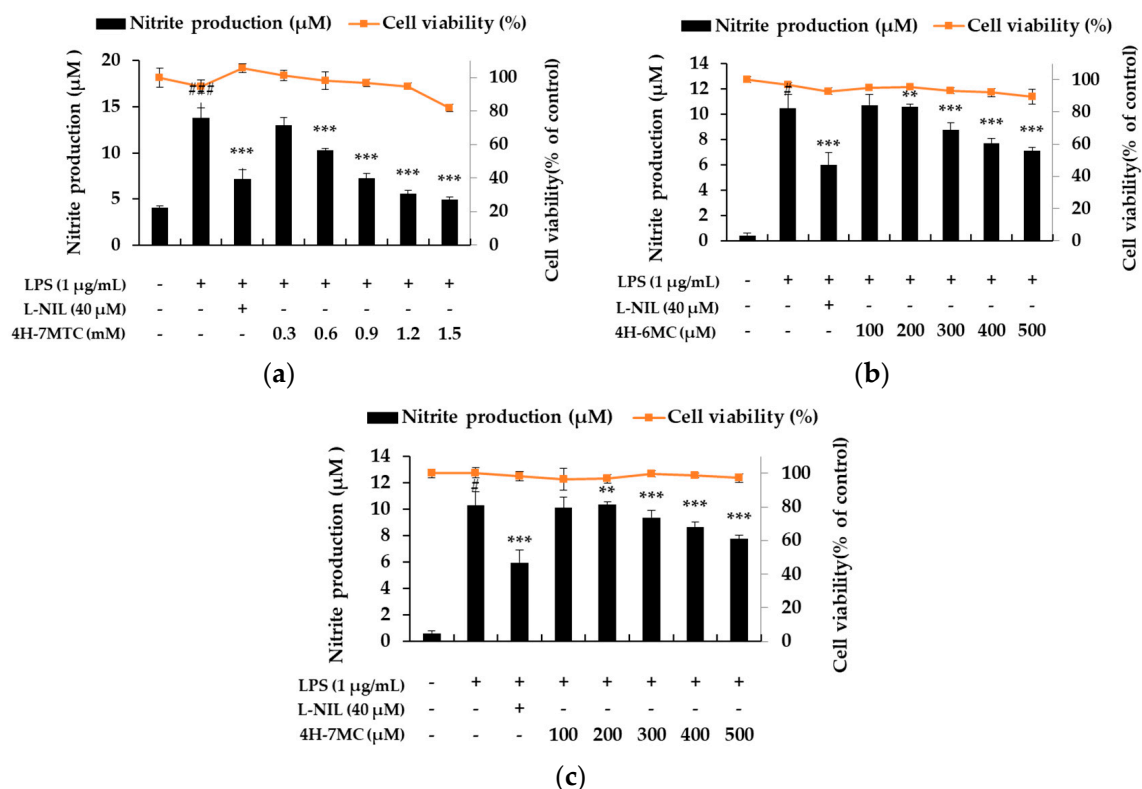 (a)
Nitrite production (µM) Cell viability (%)
Nitrite production (µM )
20
15
10
5
0
###
***
***
***
***
***
100
80
60
40
20
0
Cell viability(% of control)
LPS (1 µg/mL) - + + + + + + +
L-NIL (40 µM) - - + - - - - -
4H-7MTC (mM) - - - 0.3 0.6 0.9 1.2 1.5
(a)
Nitrite production (µM) Cell viability (%)
Nitrite production (µM )
14
12
10
8
6
4
2
0
#
***
**
***
***
***
100
80
60
40
20
0
Cell viability(% of control)
LPS (1 µg/mL) - + + + + + + +
L-NIL (40 µM) - - + - - - - -
4H-6MC (µM) - - - 100 200 300 400 500
(b)
Nitrite production (µM) Cell viability (%)
Nitrite production (µM )
14
12
10
8
6
4
2
0
#
#
***
**
***
***
***
100
80
60
40
20
0
Cell viability(% of control)
LPS (1 µg/mL) - + + + + + + +
L-NIL (40 µM) - - + - - - - -
4H-7MC (µM) - - - 100 200 300 400 500
(c)